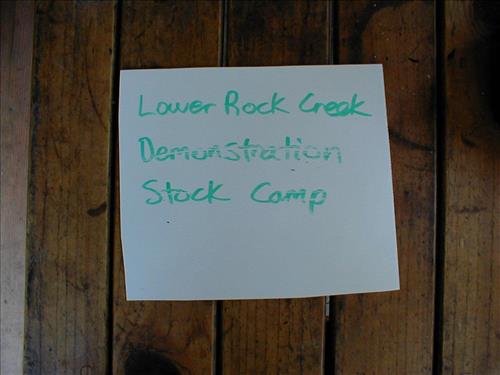 Lower Rock Creek
Demonstration
Stock Camp